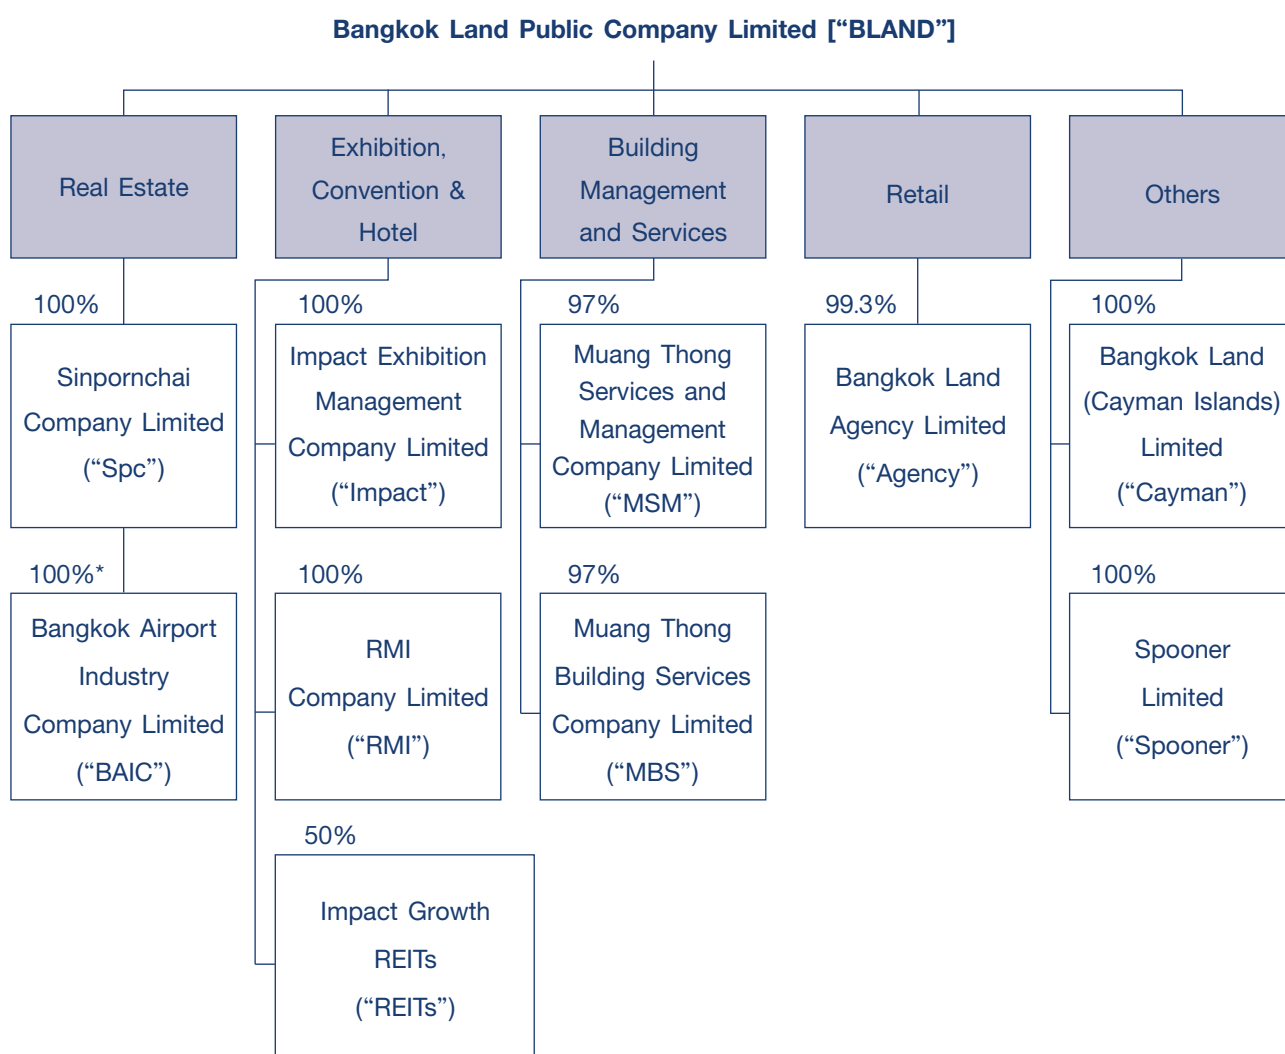 Bangkok Land Public Company Limited [“BLAND”]
Real Estate
Exhibition,
Convention &
Hotel
Building
Management
and Services
Retail
Others
100%
Sinpornchai
Company Limited
(“Spc”)
100%*
Bangkok Airport
Industry
Company Limited
(“BAIC”)
100%
Impact Exhibition
Management
Company Limited
(“Impact”)
100%
RMI
Company Limited
(“RMI”)
50%
Impact Growth
REITs
(“REITs”)
97%
Muang Thong
Services and
Management
Company Limited
(“MSM”)
97%
Muang Thong
Building Services
Company Limited
(“MBS”)
99.3%
Bangkok Land
Agency Limited
(“Agency”)
100%
Bangkok Land
(Cayman Islands)
Limited
(“Cayman”)
100%
Spooner
Limited
(“Spooner”)